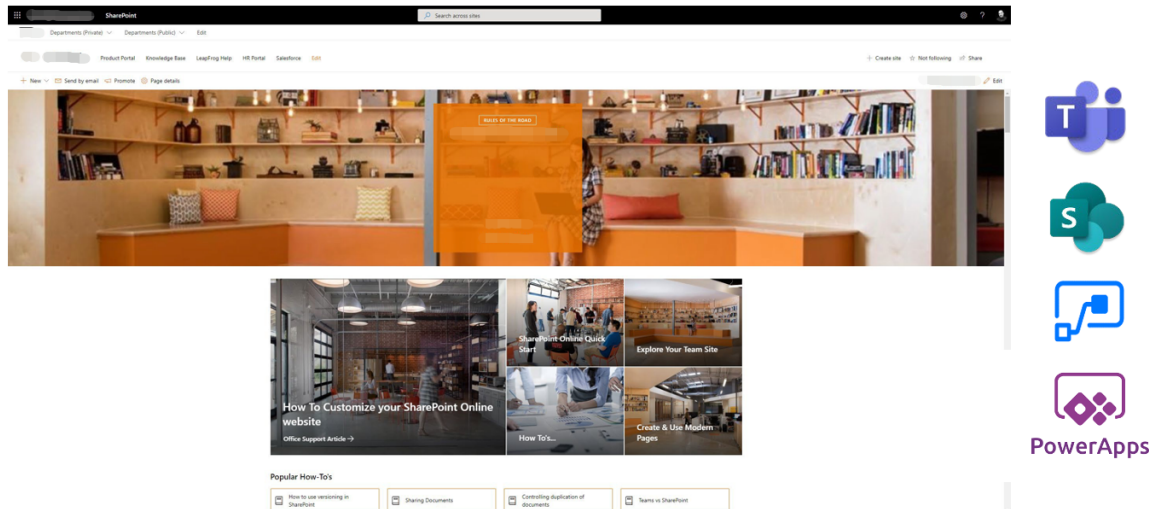 SharePoint
Search across sites
?
Departments (Private)
Departments (Public)
Edit
Product Portal
Knowledge Base
LeapFrog Help
HR Portal
Salesforce
Edit
Create site
Not following
Share
New
Send by email
Promote
Page details
Edit
RULES OF THE ROAD
How To Customize your SharePoint Online
website
Office Support Article →
SharePoint Online Quick
Start
Explore Your Team Site
How To's...
Create & Use Modern
Pages
Popular How-To's
How to use versioning in
SharePoint
Sharing Documents
Controlling duplication of
documents
Teams vs SharePoint
T
S
PowerApps